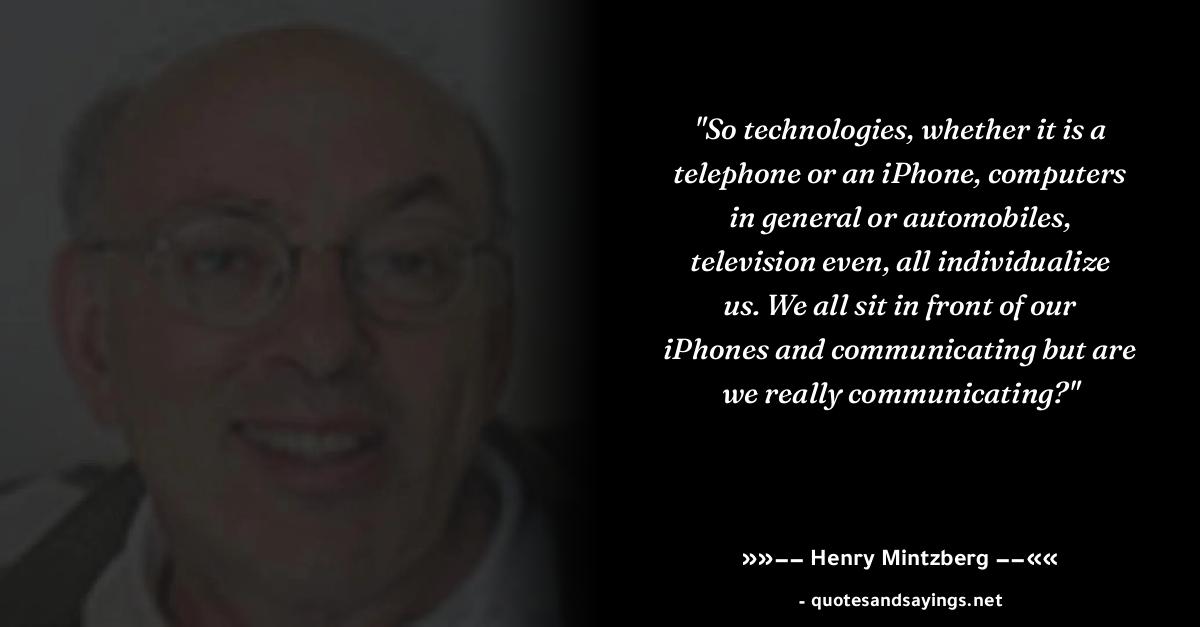 "So technologies, whether it is a
telephone or an iPhone, computers
in general or automobiles,
television even, all individualize
us. We all sit in front of our
iPhones and communicating but are
we really communicating?"
»»–– Henry Mintzberg ––««
- quotesandsayings.net